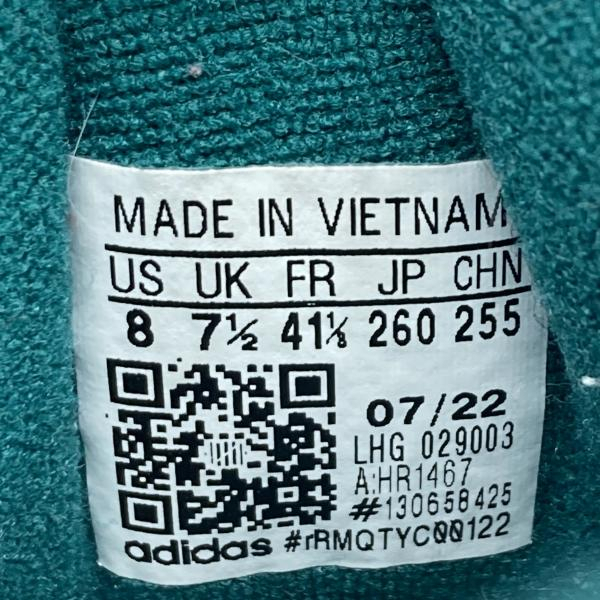 MADE IN VIETNAM
US UK FR JP CHN
8 7½ 41⅓ 260 255
07/22
LHG 029003
A:HR1467
#130658425
adidas #rRMQTYC00122